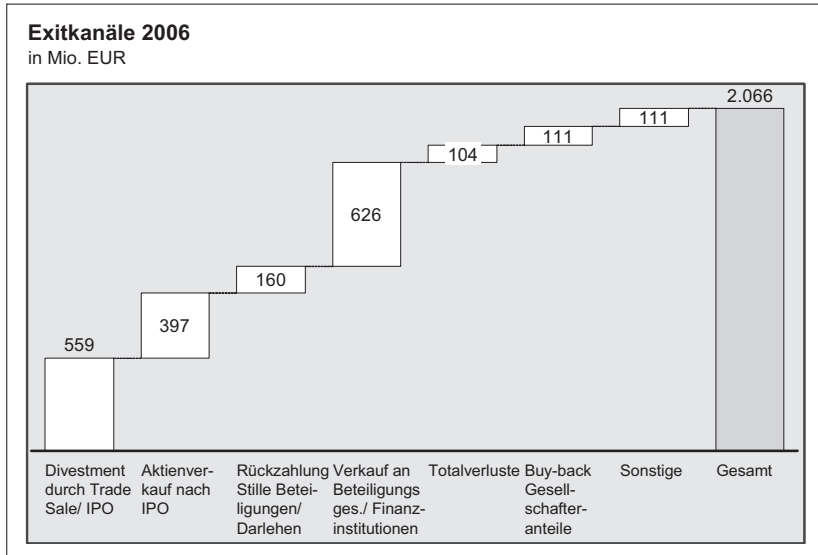 Exitkanäle 2006
in Mio. EUR
559
397
160
626
104
111
111
2.066
Divestment
durch Trade
Sale/ IPO
Aktienver-
kauf nach
IPO
Rückzahlung
Stille Betei-
ligungen/
Darlehen
Verkauf an
Beteiligungs
ges./ Finanz-
institutionen
Totalverluste
Buy-back
Gesell-
schafter-
anteile
Sonstige
Gesamt